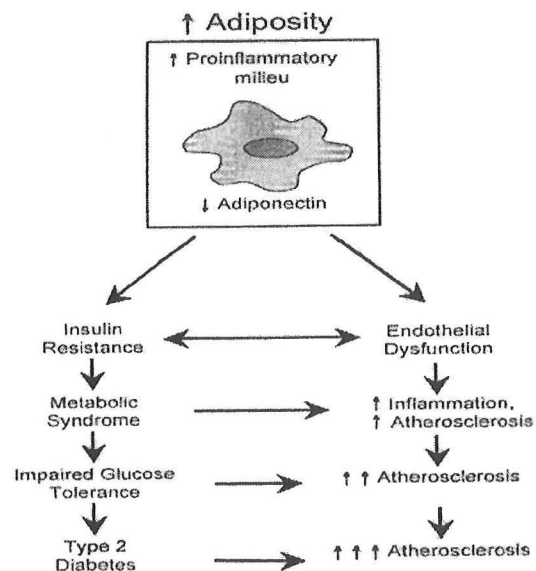 ↑ Adiposity
↑ Proinflammatory
milieu
↓ Adiponectin
Insulin
Resistance
Endothelial
Dysfunction
Metabolic
Syndrome
↑ Inflammation,
↑ Atherosclerosis
Impaired Glucose
Tolerance
↑ ↑ Atherosclerosis
Type 2
Diabetes
↑ ↑ ↑ Atherosclerosis